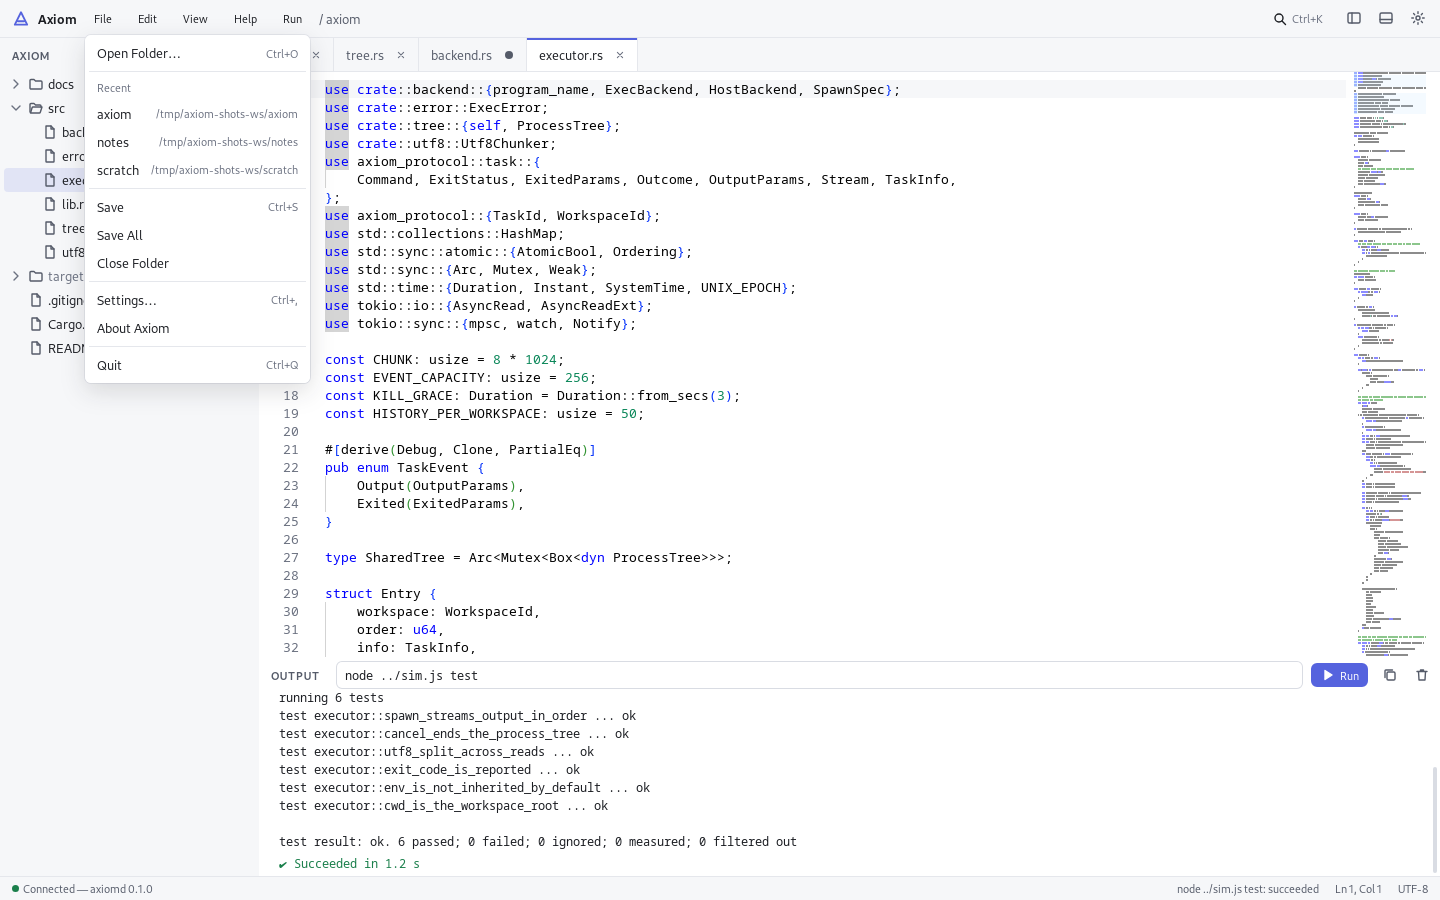 Axiom File Edit View Help Run / axiom Ctrl+K
AXIOM
docs
src
back
erro
exec
lib.r
tree
utf8
target
.gitign
Cargo.
READM
Open Folder… Ctrl+O
Recent
axiom /tmp/axiom-shots-ws/axiom
notes /tmp/axiom-shots-ws/notes
scratch /tmp/axiom-shots-ws/scratch
Save Ctrl+S
Save All
Close Folder
Settings… Ctrl+,
About Axiom
Quit Ctrl+Q
tree.rs backend.rs executor.rs
use crate::backend::{program_name, ExecBackend, HostBackend, SpawnSpec};
use crate::error::ExecError;
use crate::tree::{self, ProcessTree};
use crate::utf8::Utf8Chunker;
use axiom_protocol::task::{
Command, ExitStatus, ExitedParams, Outcome, OutputParams, Stream, TaskInfo,
};
use axiom_protocol::{TaskId, WorkspaceId};
use std::collections::HashMap;
use std::sync::atomic::{AtomicBool, Ordering};
use std::sync::{Arc, Mutex, Weak};
use std::time::{Duration, Instant, SystemTime, UNIX_EPOCH};
use tokio::io::{AsyncRead, AsyncReadExt};
use tokio::sync::{mpsc, watch, Notify};
const CHUNK: usize = 8 * 1024;
const EVENT_CAPACITY: usize = 256;
18 const KILL_GRACE: Duration = Duration::from_secs(3);
19 const HISTORY_PER_WORKSPACE: usize = 50;
20
21 #[derive(Debug, Clone, PartialEq)]
22 pub enum TaskEvent {
23 Output(OutputParams),
24 Exited(ExitedParams),
25 }
26
27 type SharedTree = Arc<Mutex<Box<dyn ProcessTree>>>;
28
29 struct Entry {
30 workspace: WorkspaceId,
31 order: u64,
32 info: TaskInfo,
OUTPUT node ../sim.js test Run
running 6 tests
test executor::spawn_streams_output_in_order ... ok
test executor::cancel_ends_the_process_tree ... ok
test executor::utf8_split_across_reads ... ok
test executor::exit_code_is_reported ... ok
test executor::env_is_not_inherited_by_default ... ok
test executor::cwd_is_the_workspace_root ... ok
test result: ok. 6 passed; 0 failed; 0 ignored; 0 measured; 0 filtered out
✔ Succeeded in 1.2 s
Connected — axiomd 0.1.0 node ../sim.js test: succeeded Ln 1, Col 1 UTF-8